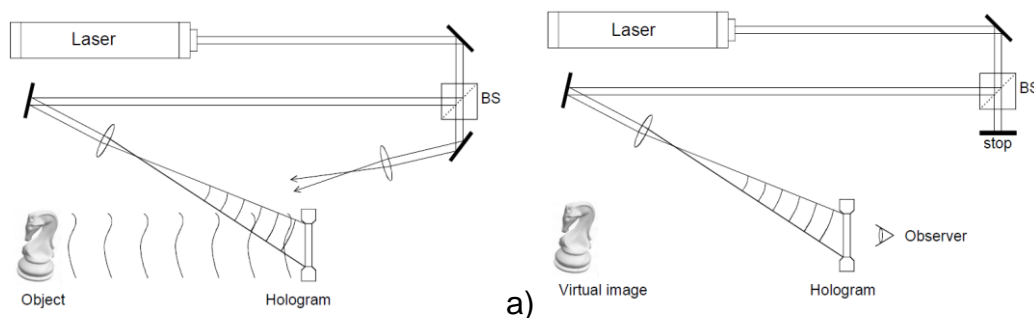 Laser
BS
Object
Hologram
a)
Laser
BS
stop
Observer
Virtual image
Hologram